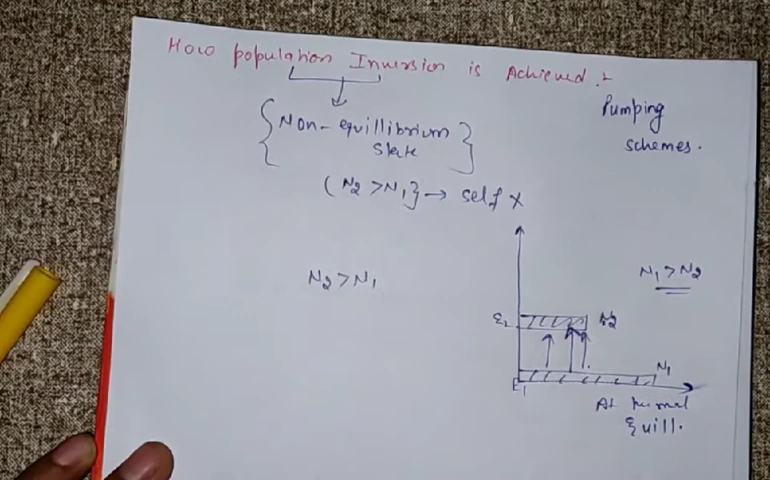 How population Inversion is Achieved :-
Pumping
schemes.
{ Non-equillibrium
State }
(N2 > N1} → self x
N2 > N1
N1 > N2
E2
N2
N1
E1
At
Equill.